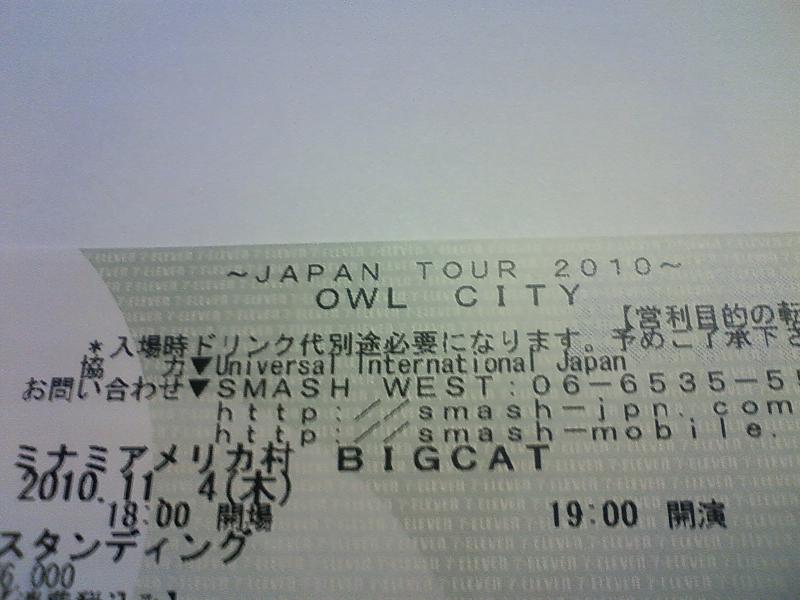 ～JAPAN TOUR 2010～
OWL CITY
【営利目的の転
＊入場時ドリンク代別途必要になります。予めご了承下さ
協 力▼Universal International Japan
お問い合わせ▼SMASH WEST:06-6535-5
http://smash-jpn.com
http://smash-mobile.
ミナミアメリカ村 BIGCAT
2010.11. 4(木)
18:00 開場 19:00 開演
スタンディング
6,000